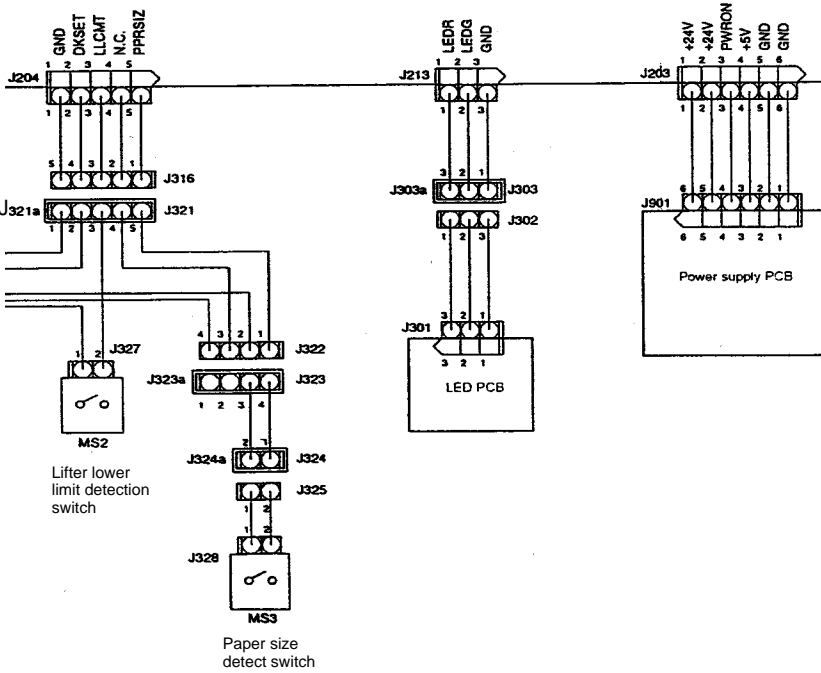 GND DKSET LLCMT N.C. PPRSIZ
1 2 3 4 5
J204
1 2 3 4 5
5 4 3 2 1
J316
J321a J321
1 2 3 4 5
4 3 2 1
J322
J323a J323
1 2 3 4
1 2
J327
MS2
Lifter lower
limit detection
switch
2 1
J324a J324
J325
1 2
1 2
J328
MS3
Paper size
detect switch
LEDR LEDG GND
1 2 3
J213
1 2 3
3 2 1
J303a J303
J302
1 2 3
3 2 1
J301
3 2 1
LED PCB
+24V +24V PWRON +5V GND GND
1 2 3 4 5 6
J203
1 2 3 4 5 6
6 5 4 3 2 1
J901
6 5 4 3 2 1
Power supply PCB